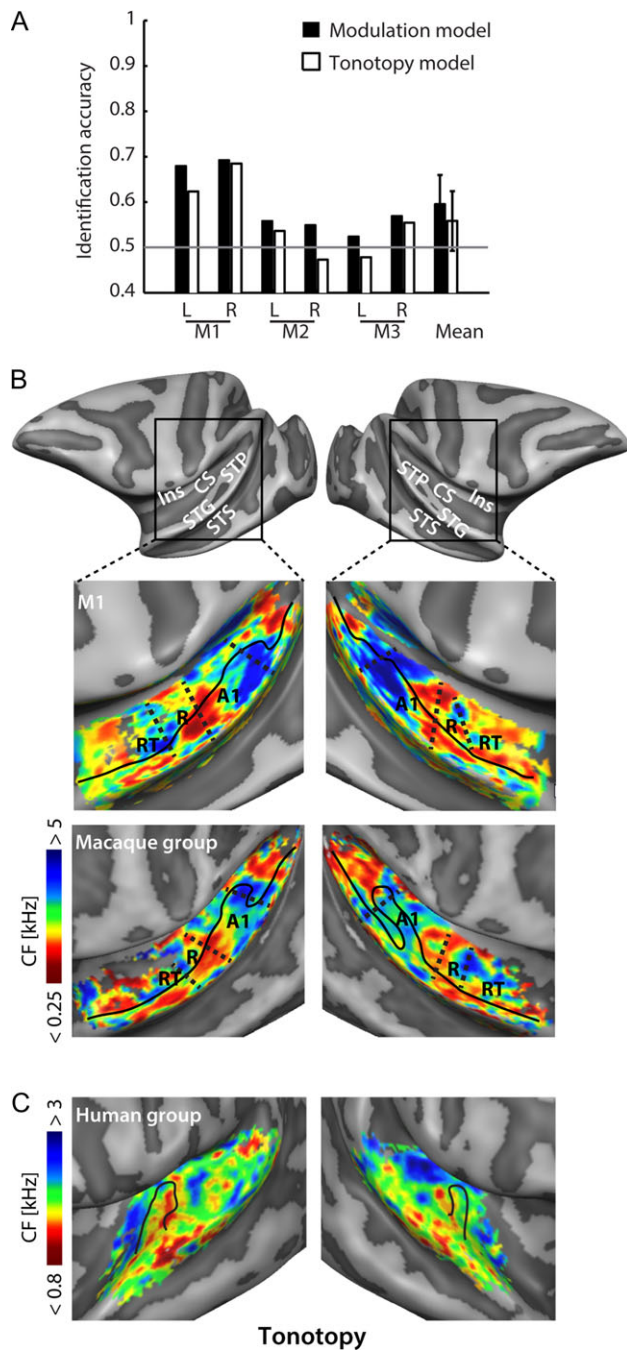 A
1
0.9
0.8
0.7
0.6
0.5
0.4
Identification accuracy
Modulation model
Tonotopy model
L R L R L R
M1 M2 M3 Mean
B
Ins CS STP STG STS
STP CS Ins STG STS
M1
A1 R RT
A1 R RT
Macaque group
CF [kHz]
< 0.25 > 5
A1 R RT
A1 R RT
C
Human group
CF [kHz]
< 0.8 > 3
Tonotopy